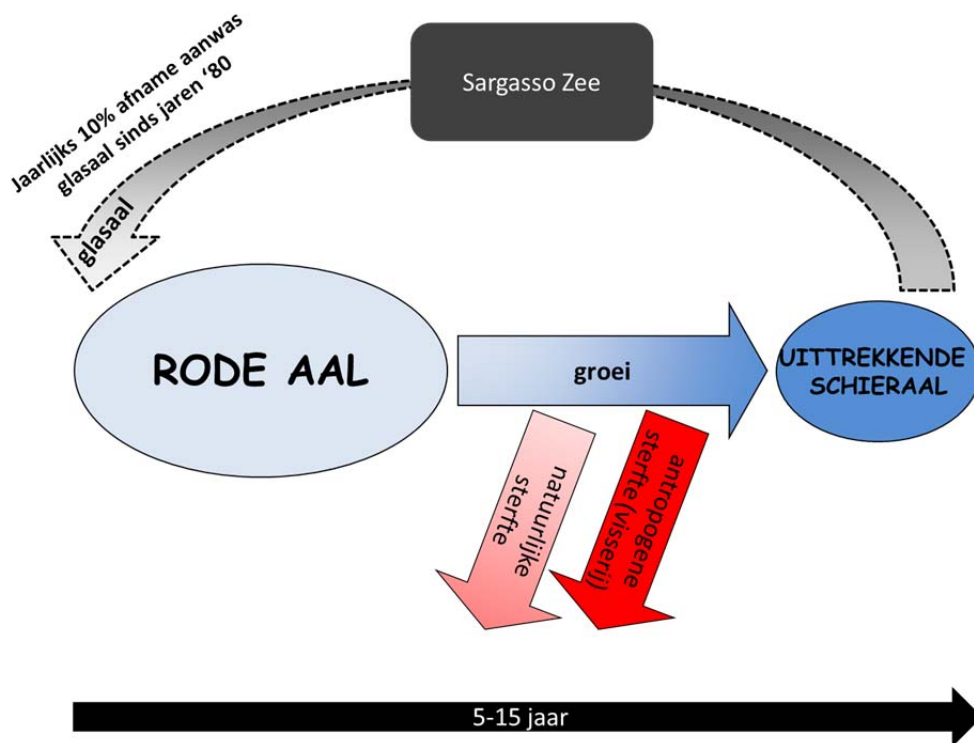 Sargasso Zee
Jaarlijks 10% afname aanwas
glasaal sinds jaren ‘80
glasaal
RODE AAL
groei
UITTREKKENDE
SCHIERAAL
natuurlijke
sterfte
antropogene
sterfte (visserij)
5-15 jaar